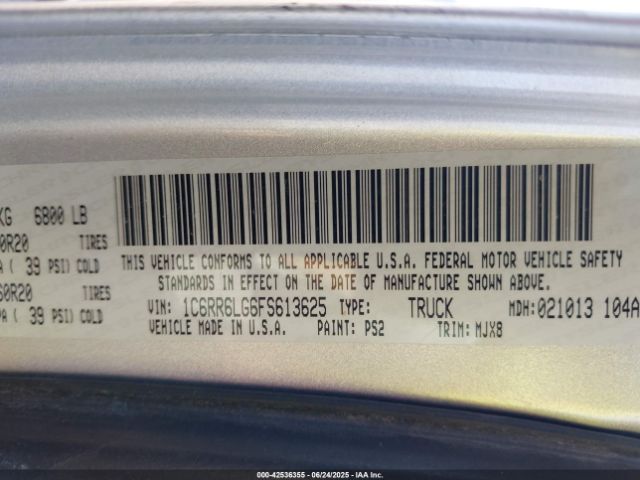 KG 6800 LB
0R20 TIRES
A ( 39 PSI) COLD
60R20 TIRES
PA ( 39 PSI) COLD
THIS VEHICLE CONFORMS TO ALL APPLICABLE U.S.A. FEDERAL MOTOR VEHICLE SAFETY
STANDARDS IN EFFECT ON THE DATE OF MANUFACTURE SHOWN ABOVE.
VIN: 1C6RR6LG6FS613625 TYPE: TRUCK MDH:021013 104A
VEHICLE MADE IN U.S.A. PAINT: PS2 TRIM: MJX8
000-42536355 - 06/24/2025 - IAA Inc.